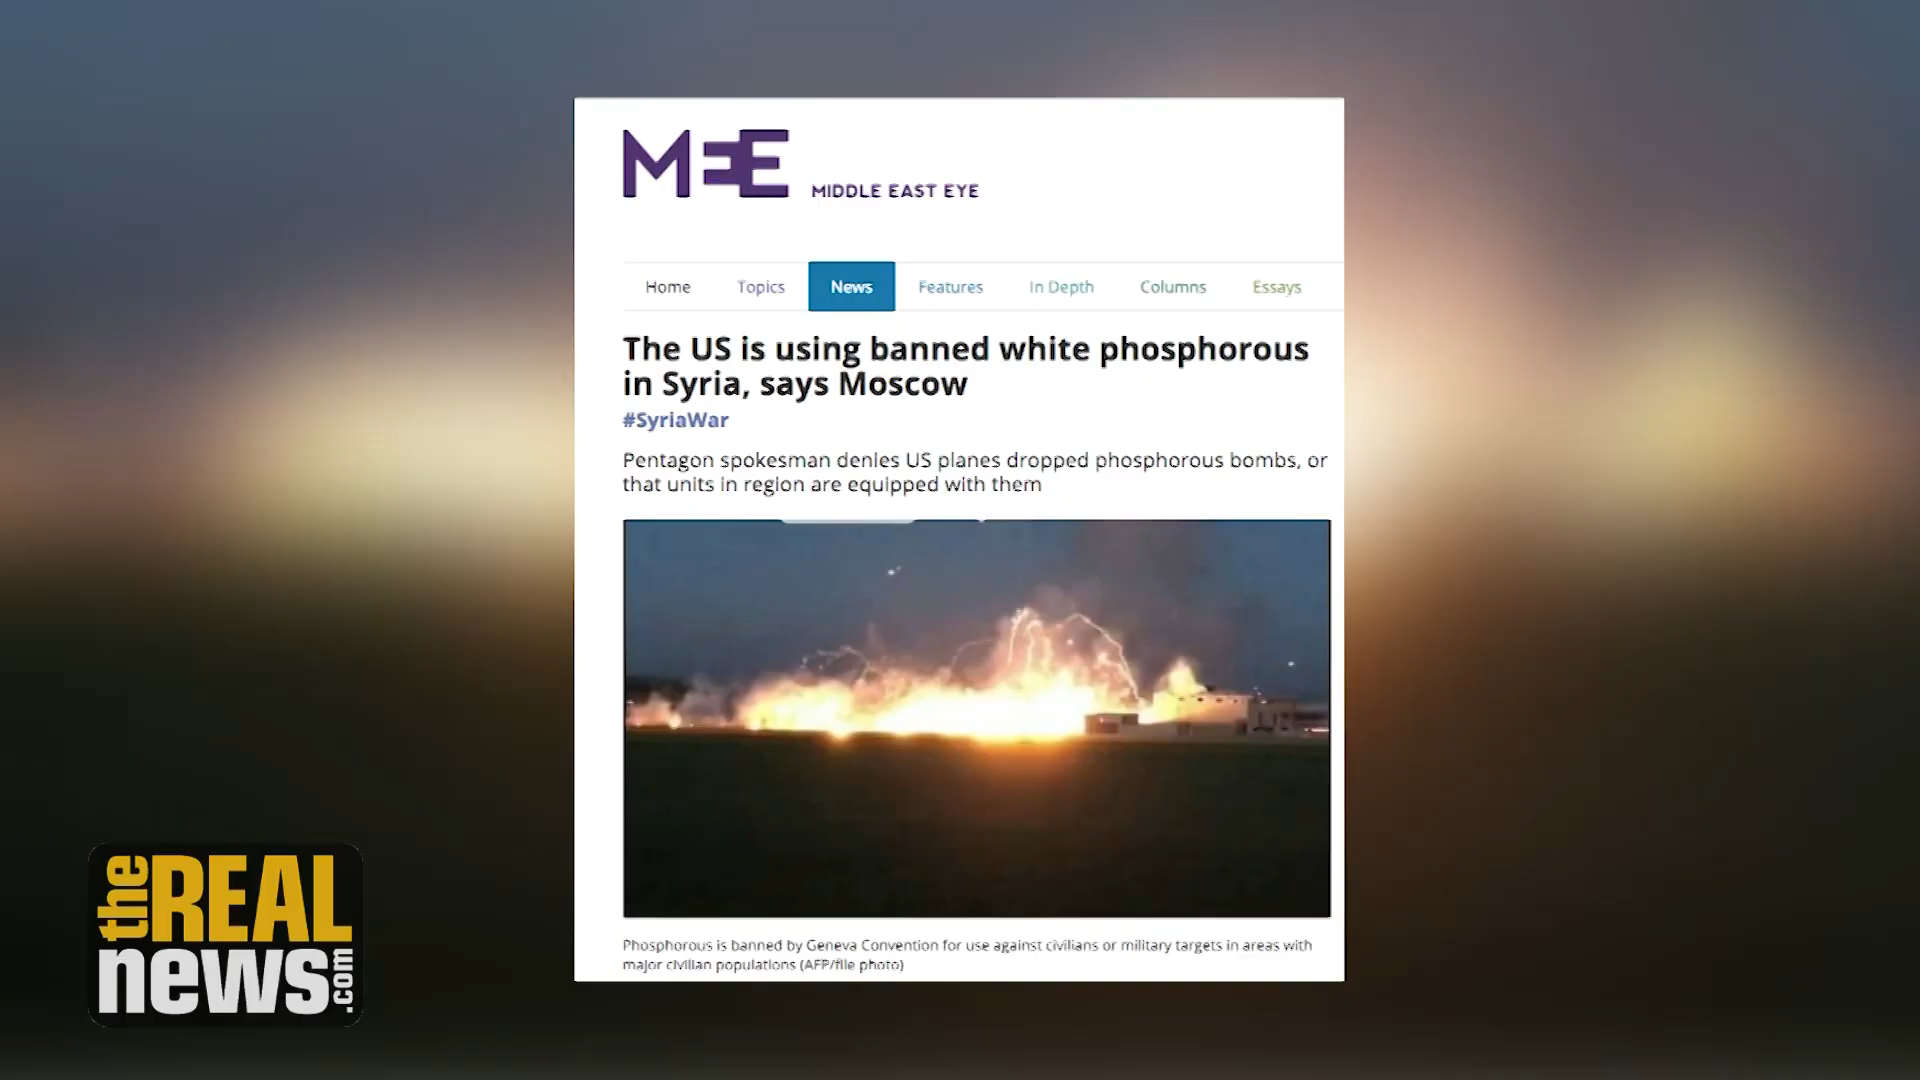 MEE MIDDLE EAST EYE
Home Topics News Features In Depth Columns Essays
The US is using banned white phosphorous
in Syria, says Moscow
#SyriaWar
Pentagon spokesman denies US planes dropped phosphorous bombs, or
that units in region are equipped with them
Phosphorous is banned by Geneva Convention for use against civilians or military targets in areas with
major civilian populations (AFP/file photo)
the REAL
news.com